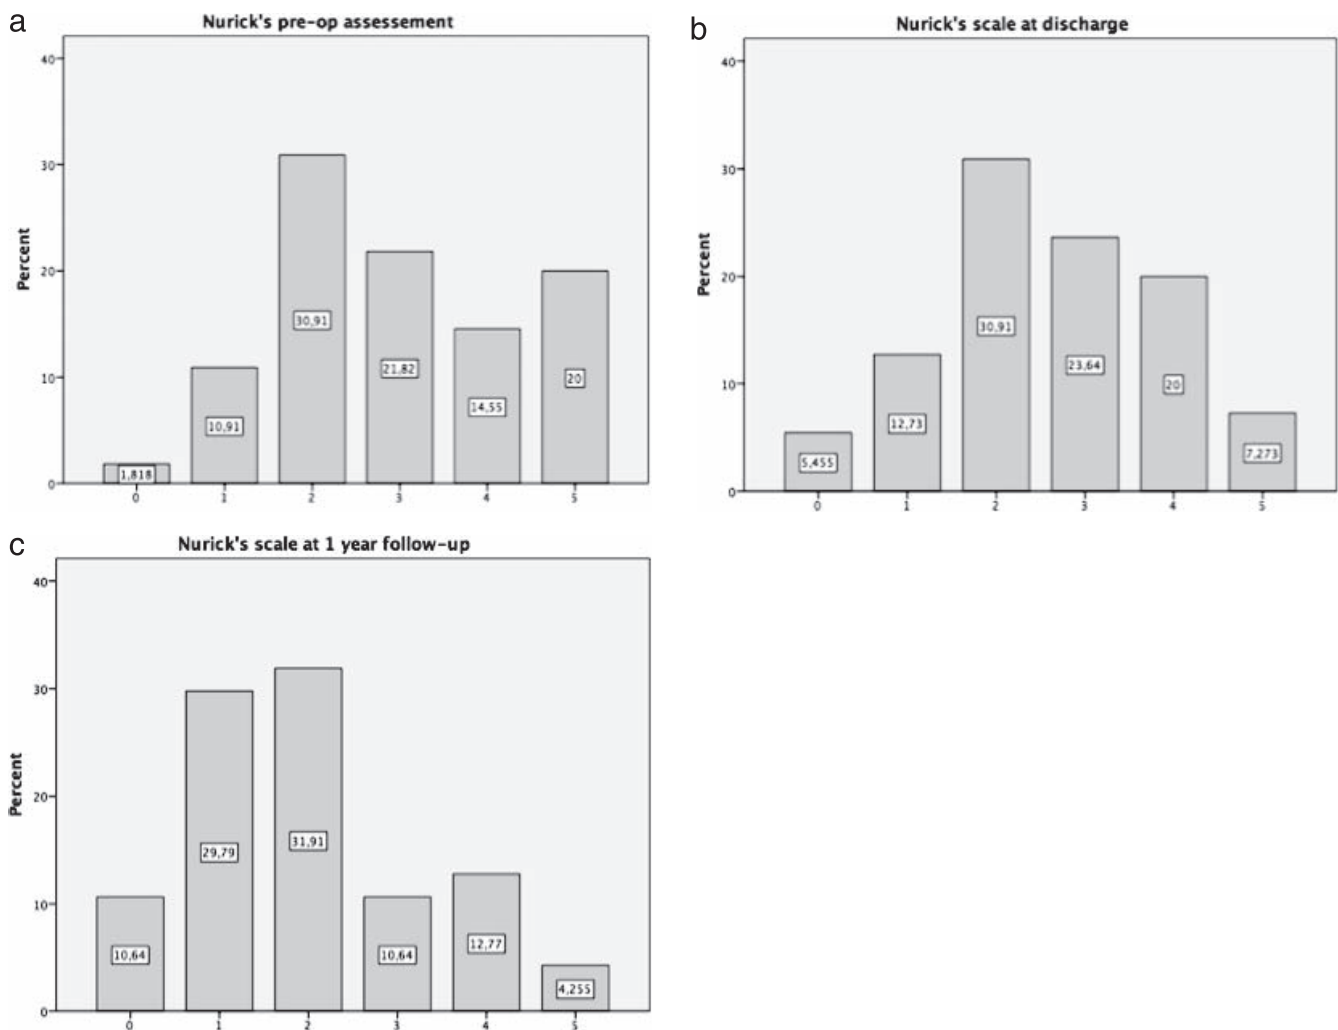 a
Nurick's pre-op assessement
Percent
40
30
20
10
0
1,818
10,91
30,91
21,82
14,55
20
0 1 2 3 4 5
b
Nurick's scale at discharge
Percent
40
30
20
10
0
5,455
12,73
30,91
23,64
20
7,273
0 1 2 3 4 5
c
Nurick's scale at 1 year follow-up
Percent
40
30
20
10
0
10,64
29,79
31,91
10,64
12,77
4,255
0 1 2 3 4 5